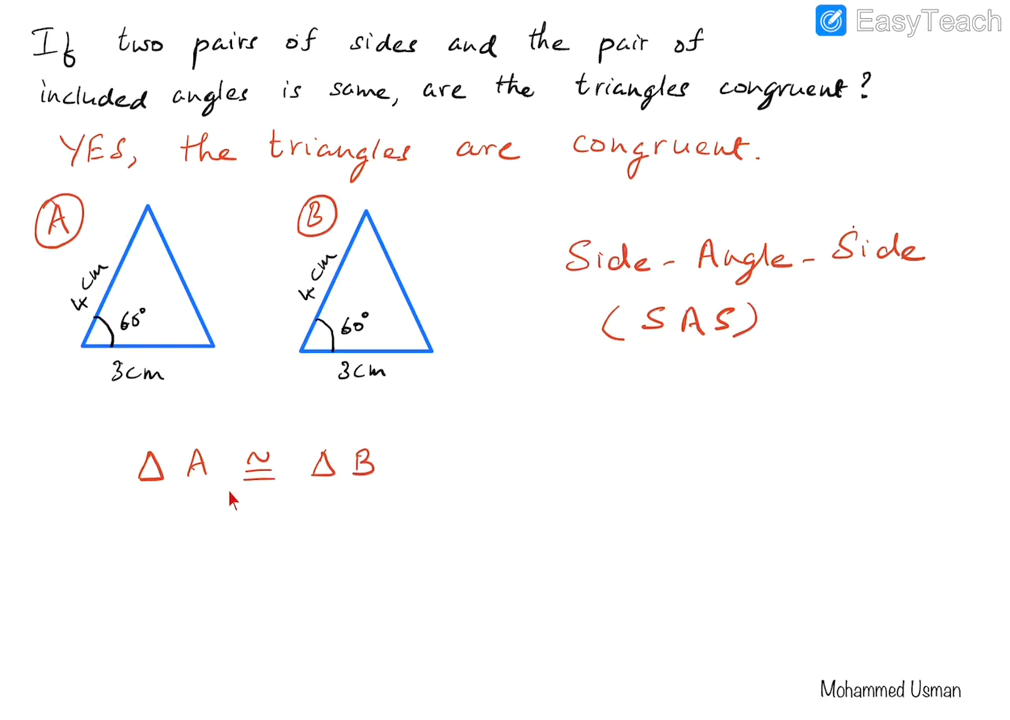 EasyTeach
If two pairs of sides and the pair of
included angles is same, are the triangles congruent?
YES, the triangles are congruent.
A
B
4 cm
60°
3cm
4 cm
60°
3cm
Side - Angle - Side
(SAS)
Δ A ≅ Δ B
Mohammed Usman